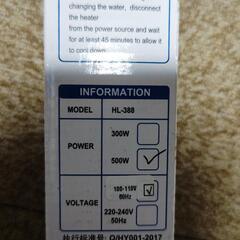 changing the water, disconnect
the heater
from the power source and wait
for at least 45 minutes to allow it
to cool down.
INFORMATION
MODEL HL-388
300W
POWER
500W
100-110V
60Hz
VOLTAGE
220-240V
50Hz
执行标准号: Q/HY001-2017